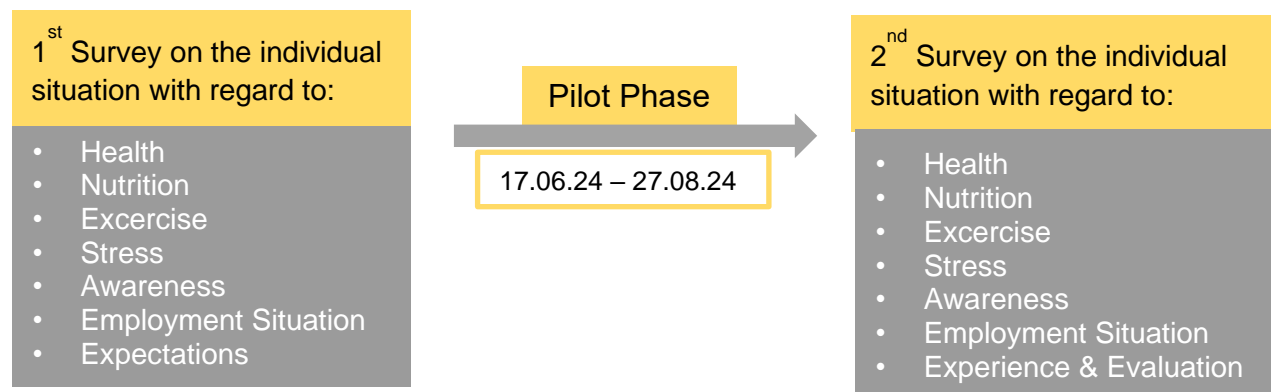 1st Survey on the individual
situation with regard to:
• Health
• Nutrition
• Excercise
• Stress
• Awareness
• Employment Situation
• Expectations
Pilot Phase
17.06.24 – 27.08.24
2nd Survey on the individual
situation with regard to:
• Health
• Nutrition
• Excercise
• Stress
• Awareness
• Employment Situation
• Experience & Evaluation